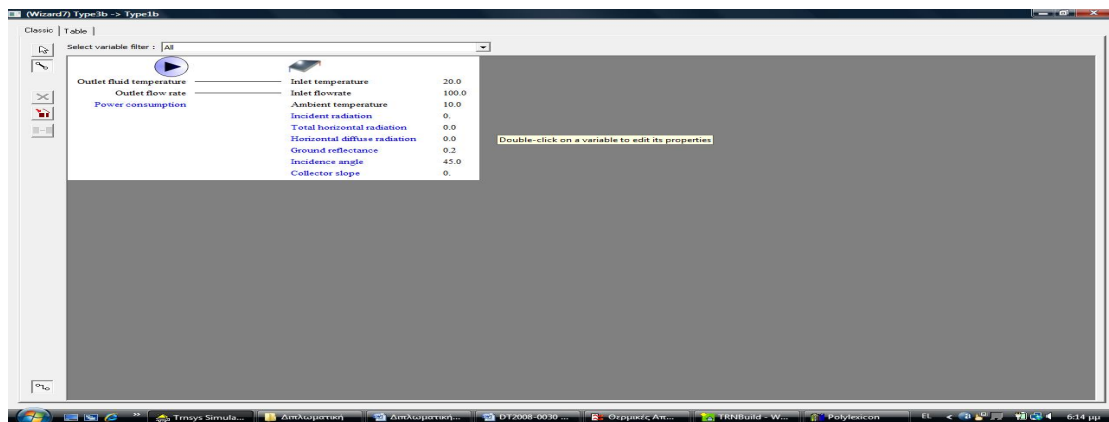 (Wizard7) Type3b -> Type1b
Classic | Table |
Select variable filter : All
Outlet fluid temperature Inlet temperature 20.0
Outlet flow rate Inlet flowrate 100.0
Power consumption Ambient temperature 10.0
Incident radiation 0.
Total horizontal radiation 0.0
Horizontal diffuse radiation 0.0
Double-click on a variable to edit its properties
Ground reflectance 0.2
Incidence angle 45.0
Collector slope 0.
Trnsys Simula... Διπλωματική Διπλωματική... DT2008-0030 ... Θερμικές Απ... TRNBuild - W... Polylexicon EL 6:14 μμ